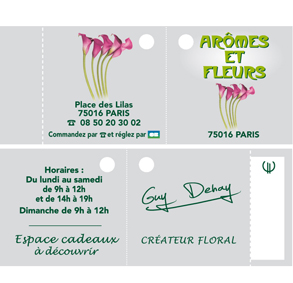 Place des Lilas
75016 PARIS
☎ 08 50 20 30 02
Commandez par ☎ et réglez par
ARÔMES
ET
FLEURS
75016 PARIS
Horaires :
Du lundi au samedi
de 9h à 12h
et de 14h à 19h
Dimanche de 9h à 12h
Espace cadeaux
à découvrir
Guy Dehay
CRÉATEUR FLORAL